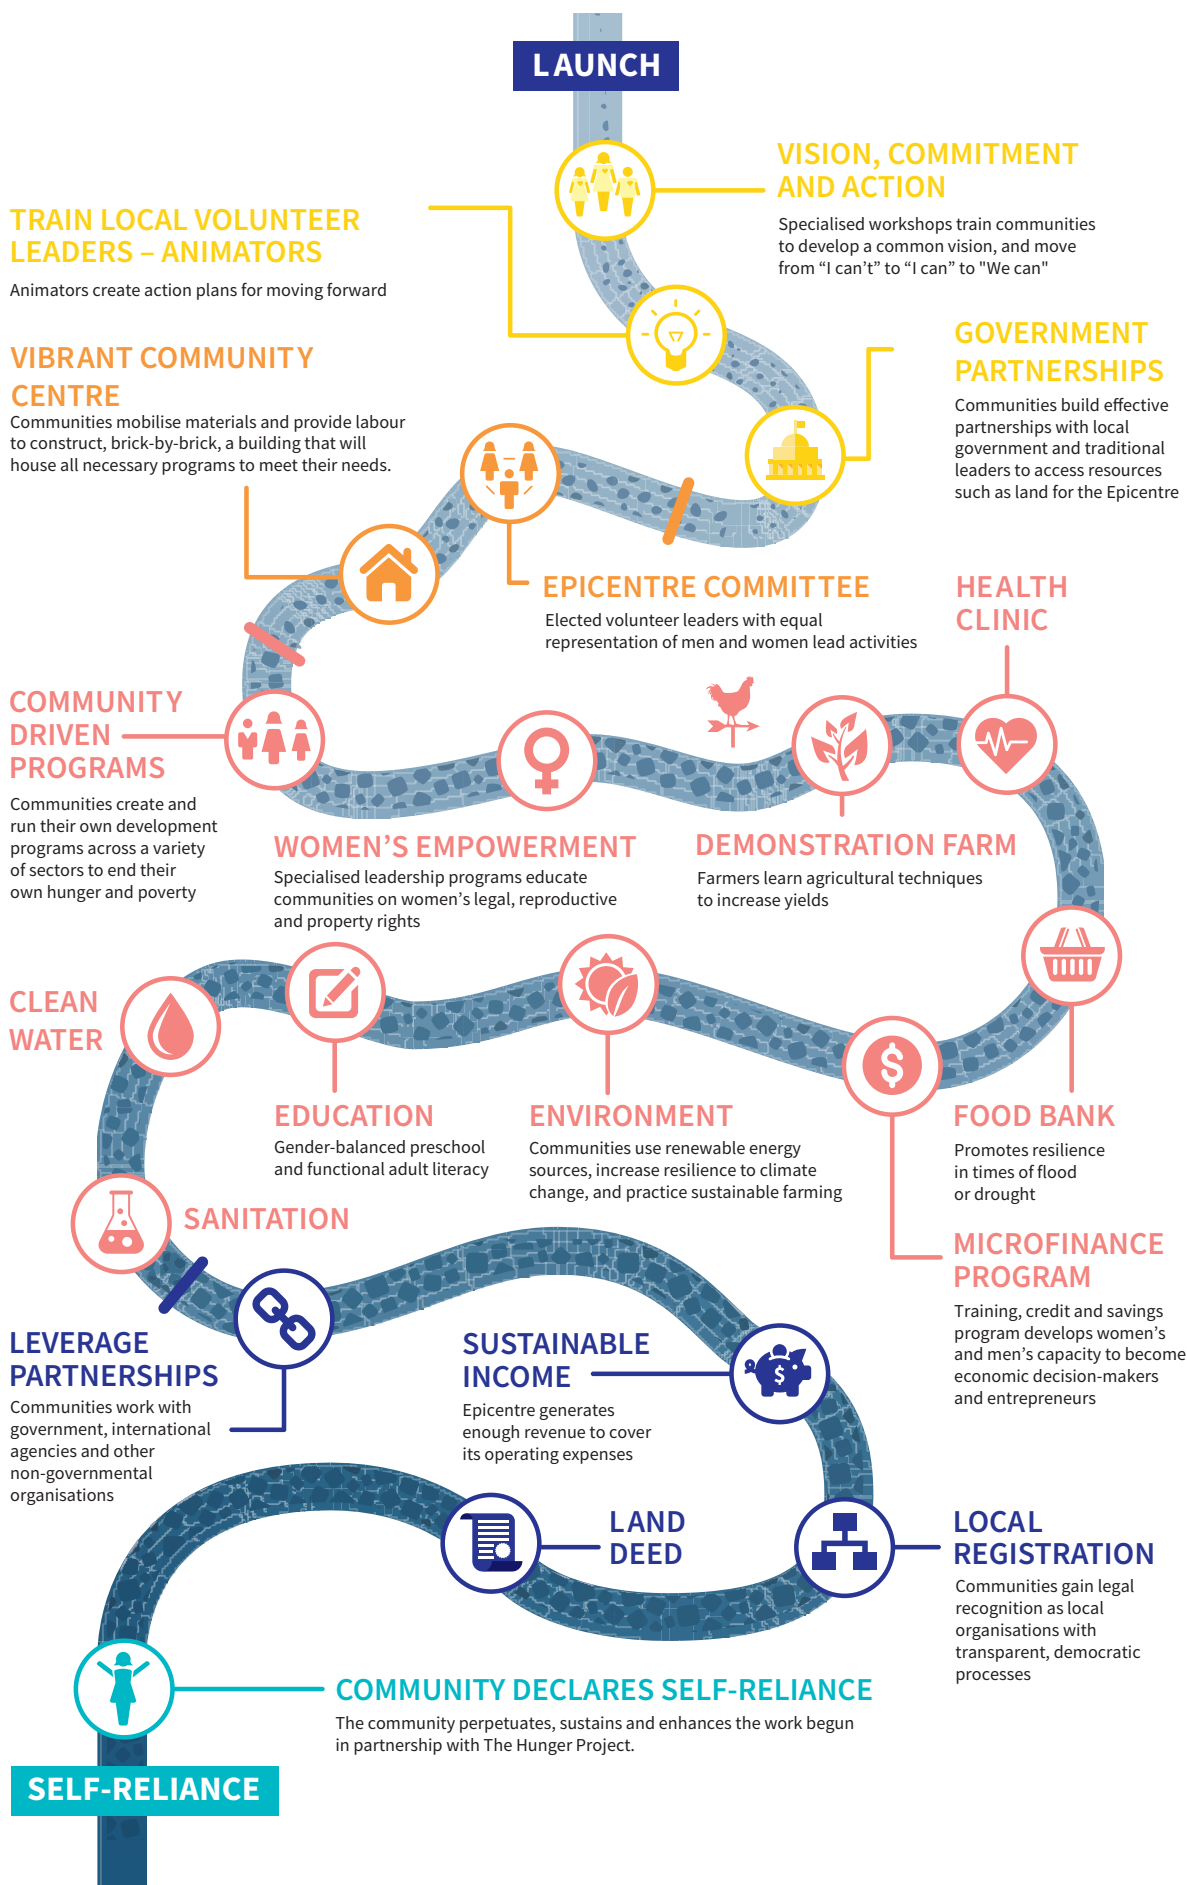 LAUNCH
VISION, COMMITMENT
AND ACTION
Specialised workshops train communities
to develop a common vision, and move
from “I can’t” to “I can” to "We can"
TRAIN LOCAL VOLUNTEER
LEADERS – ANIMATORS
Animators create action plans for moving forward
GOVERNMENT
PARTNERSHIPS
Communities build effective
partnerships with local
government and traditional
leaders to access resources
such as land for the Epicentre
VIBRANT COMMUNITY
CENTRE
Communities mobilise materials and provide labour
to construct, brick-by-brick, a building that will
house all necessary programs to meet their needs.
EPICENTRE COMMITTEE
Elected volunteer leaders with equal
representation of men and women lead activities
HEALTH
CLINIC
COMMUNITY
DRIVEN
PROGRAMS
Communities create and
run their own development
programs across a variety
of sectors to end their
own hunger and poverty
WOMEN’S EMPOWERMENT
Specialised leadership programs educate
communities on women’s legal, reproductive
and property rights
DEMONSTRATION FARM
Farmers learn agricultural techniques
to increase yields
CLEAN
WATER
EDUCATION
Gender-balanced preschool
and functional adult literacy
ENVIRONMENT
Communities use renewable energy
sources, increase resilience to climate
change, and practice sustainable farming
$
FOOD BANK
Promotes resilience
in times of flood
or drought
SANITATION
MICROFINANCE
PROGRAM
Training, credit and savings
program develops women’s
and men’s capacity to become
economic decision-makers
and entrepreneurs
LEVERAGE
PARTNERSHIPS
Communities work with
government, international
agencies and other
non-governmental
organisations
SUSTAINABLE
INCOME
Epicentre generates
enough revenue to cover
its operating expenses
$
LAND
DEED
LOCAL
REGISTRATION
Communities gain legal
recognition as local
organisations with
transparent, democratic
processes
COMMUNITY DECLARES SELF-RELIANCE
The community perpetuates, sustains and enhances the work begun
in partnership with The Hunger Project.
SELF-RELIANCE